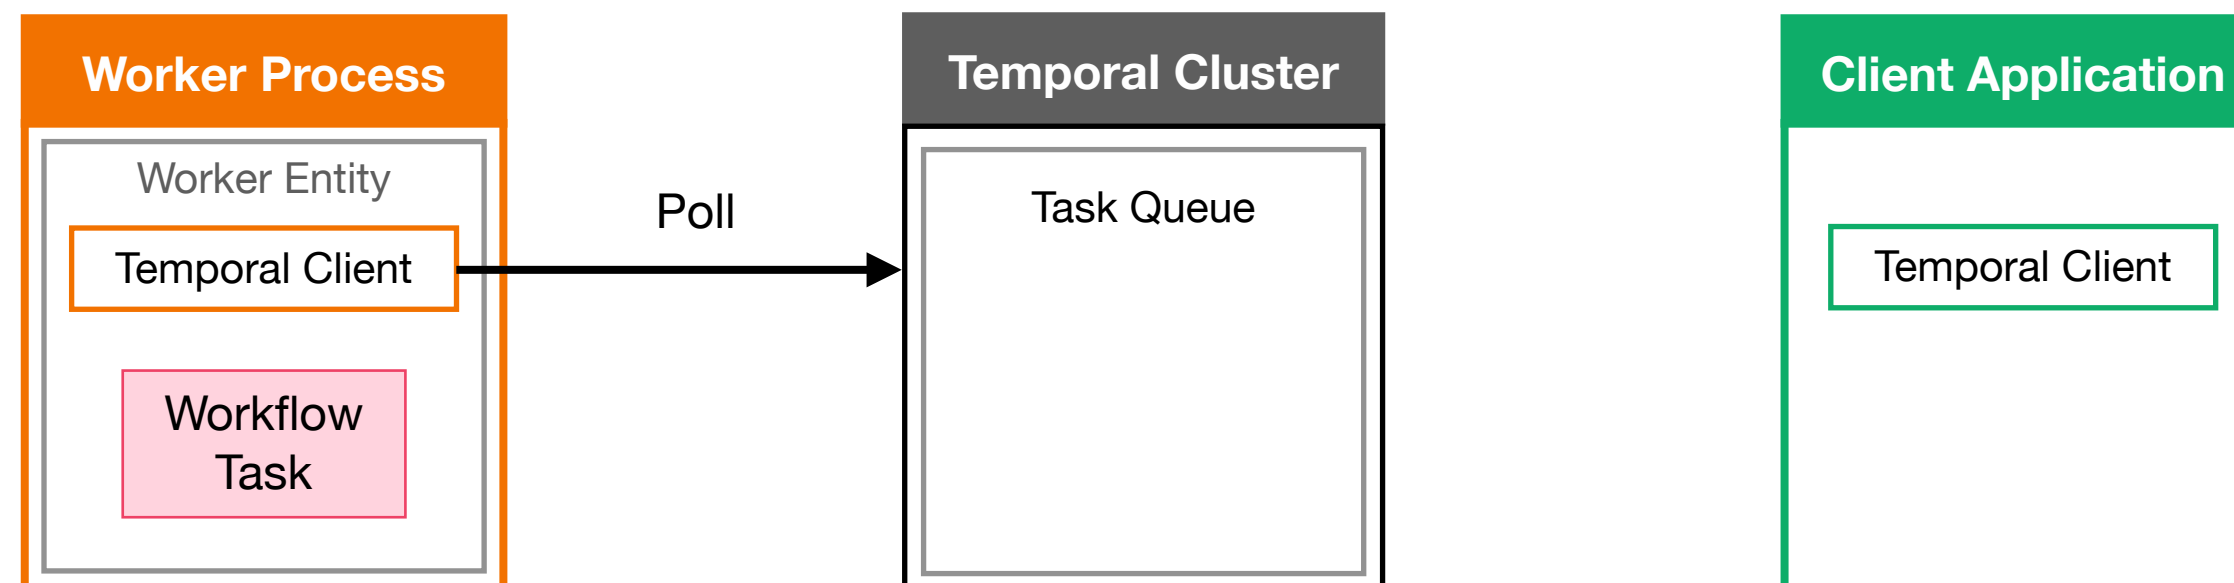 Worker Process
Temporal Cluster
Client Application
Worker Entity
Temporal Client
Workflow
Task
Poll
Task Queue
Temporal Client